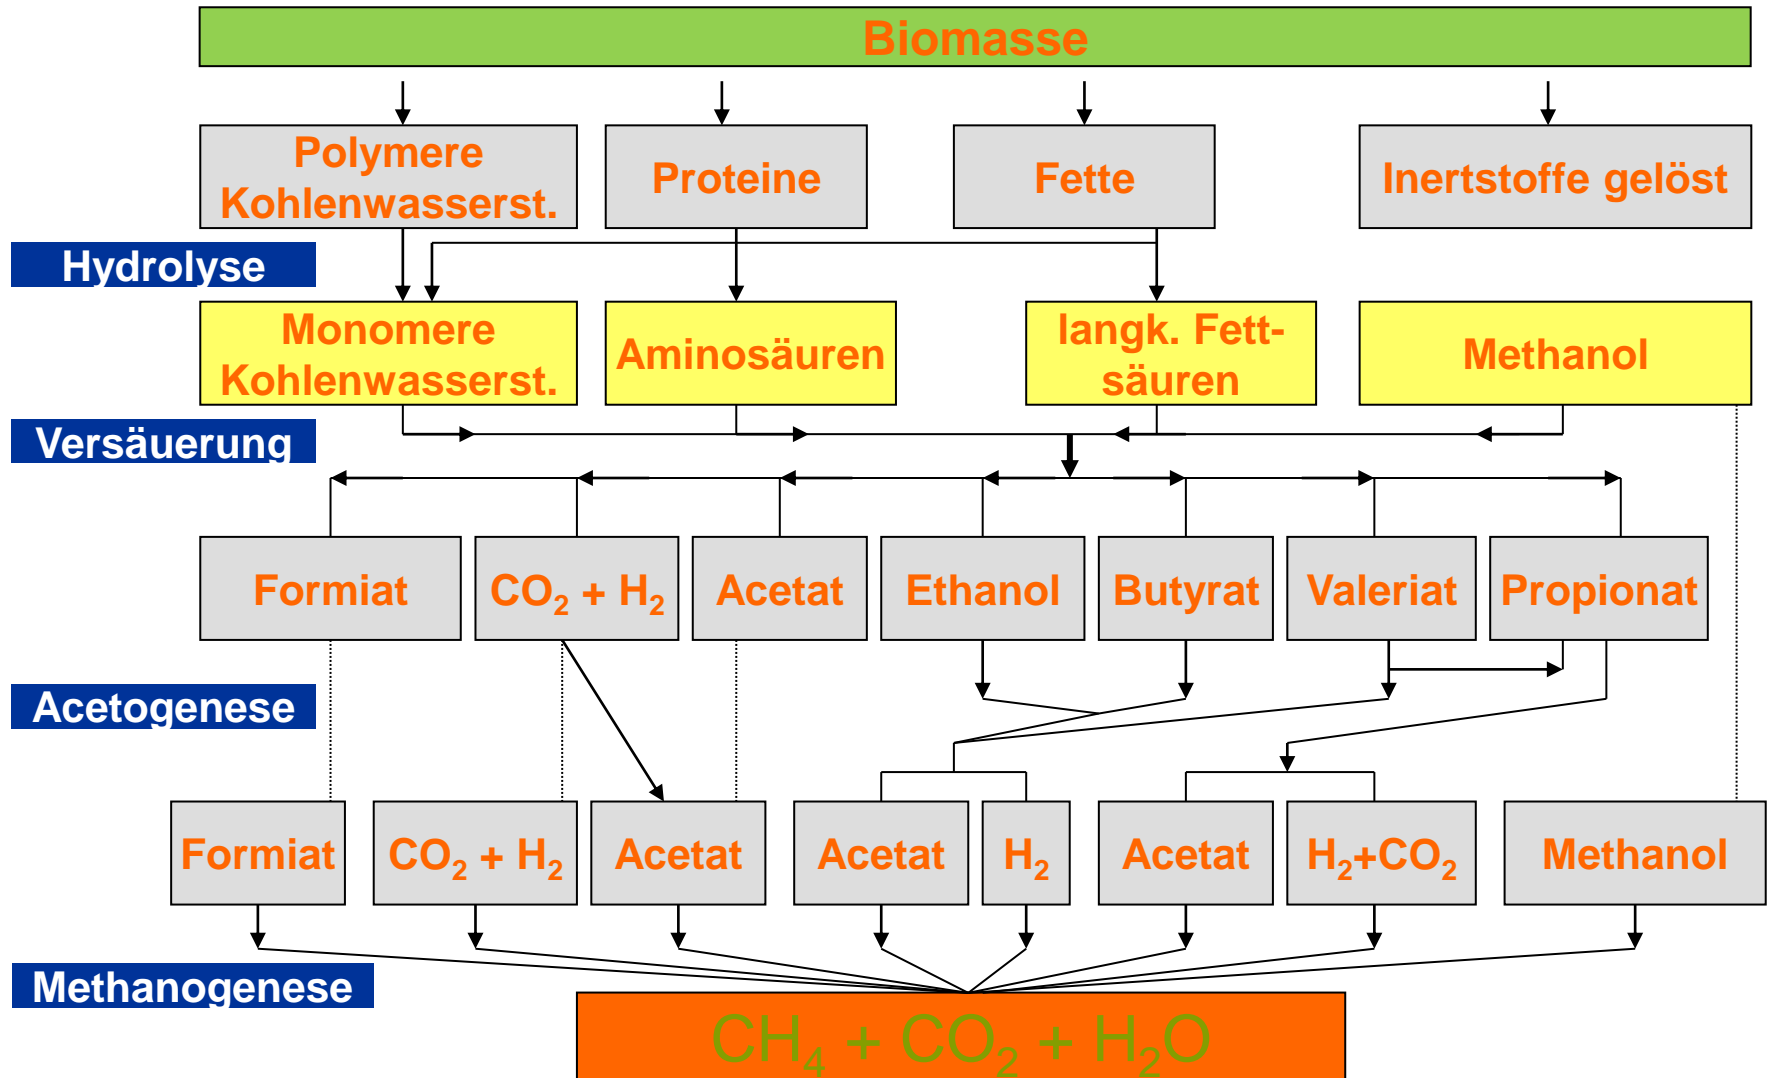 Biomasse
Polymere
Kohlenwasserst.
Proteine
Fette
Inertstoffe gelöst
Hydrolyse
Monomere
Kohlenwasserst.
Aminosäuren
langk. Fett-
säuren
Methanol
Versäuerung
Formiat
CO₂ + H₂
Acetat
Ethanol
Butyrat
Valeriat
Propionat
Acetogenese
Formiat
CO₂ + H₂
Acetat
Acetat
H₂
Acetat
H₂+CO₂
Methanol
Methanogenese
CH₄ + CO₂ + H₂O